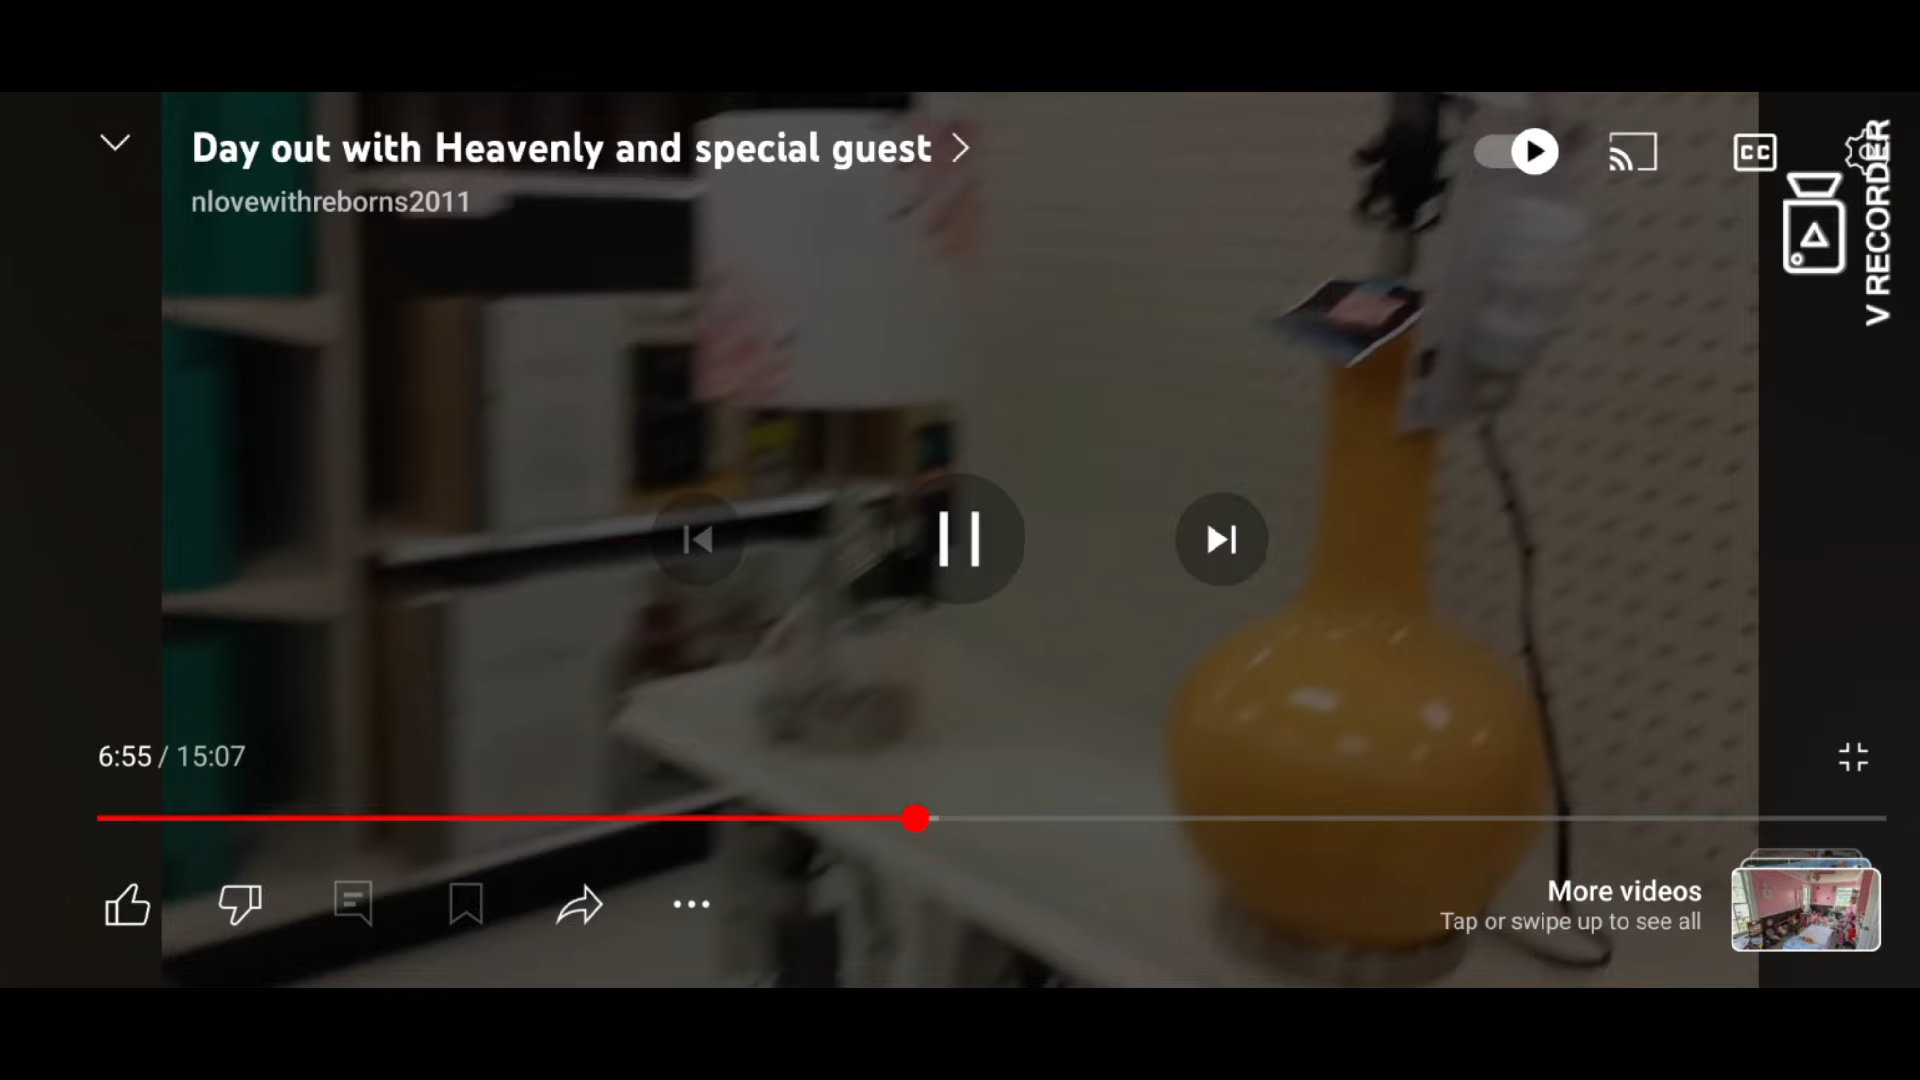 Day out with Heavenly and special guest
nlovewithreborns2011
CC
V RECORDER
6:55 / 15:07
More videos
Tap or swipe up to see all